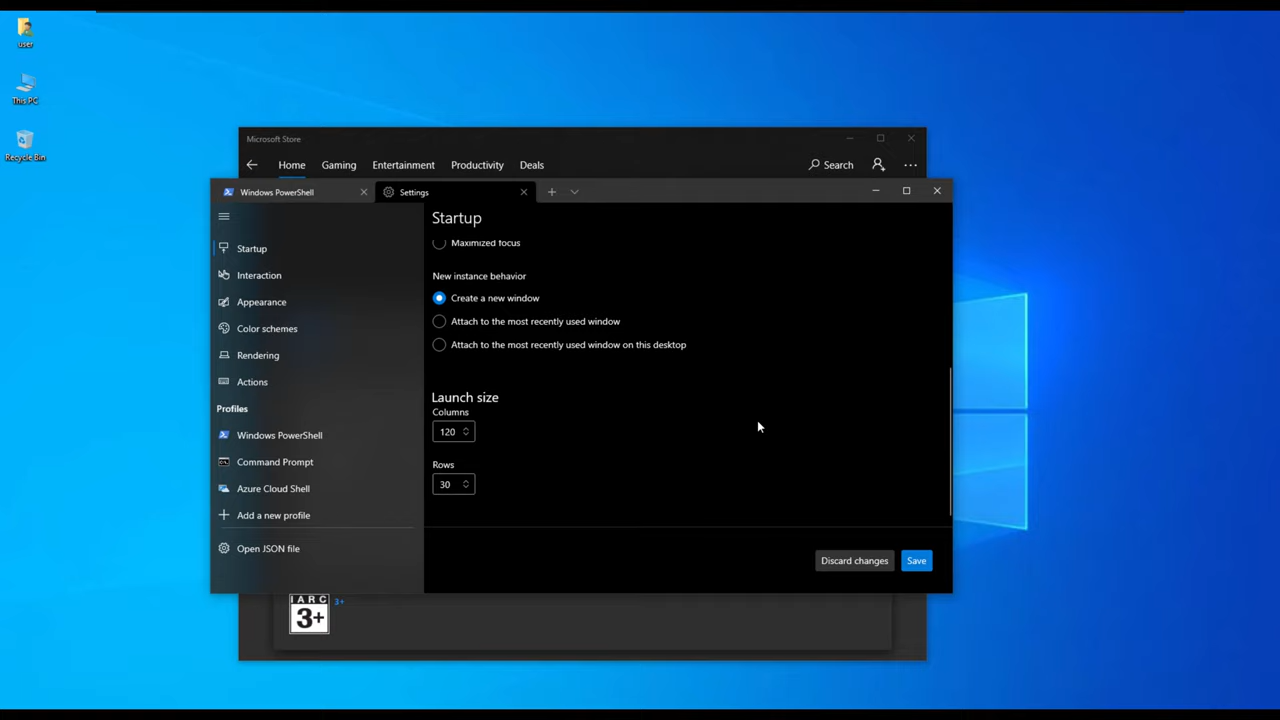 user
This PC
Recycle Bin
Microsoft Store
Home Gaming Entertainment Productivity Deals Search
Windows PowerShell Settings
Startup
Interaction
Appearance
Color schemes
Rendering
Actions
Profiles
Windows PowerShell
Command Prompt
Azure Cloud Shell
Add a new profile
Open JSON file
Startup
Maximized focus
New instance behavior
Create a new window
Attach to the most recently used window
Attach to the most recently used window on this desktop
Launch size
Columns
120
Rows
30
Discard changes Save
IARC
3+
3+